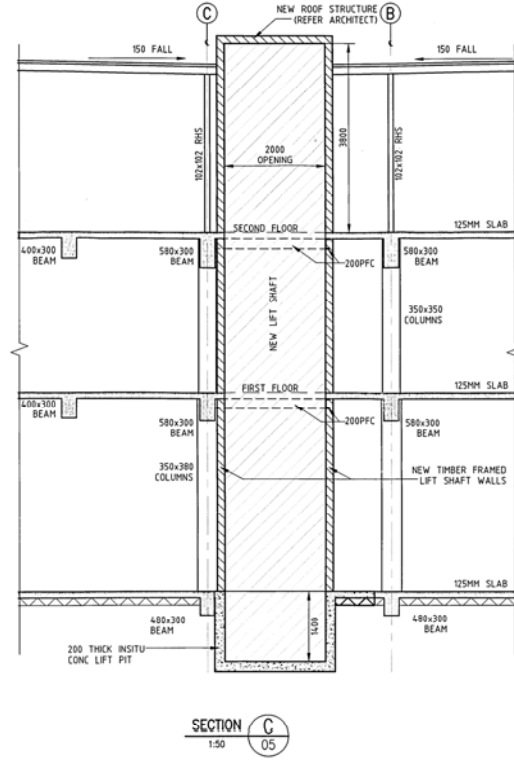 NEW ROOF STRUCTURE
(REFER ARCHITECT)
C
B
150 FALL
150 FALL
102x102 RHS
2000
OPENING
3800
102x102 RHS
SECOND FLOOR
125MM SLAB
400x300
BEAM
580x300
BEAM
200PFC
580x300
BEAM
NEW LIFT SHAFT
350x350
COLUMNS
FIRST FLOOR
125MM SLAB
400x300
BEAM
580x300
BEAM
200PFC
580x300
BEAM
350x380
COLUMNS
NEW TIMBER FRAMED
LIFT SHAFT WALLS
125MM SLAB
480x300
BEAM
1400
480x300
BEAM
200 THICK INSITU
CONC LIFT PIT
SECTION
1:50
C
05